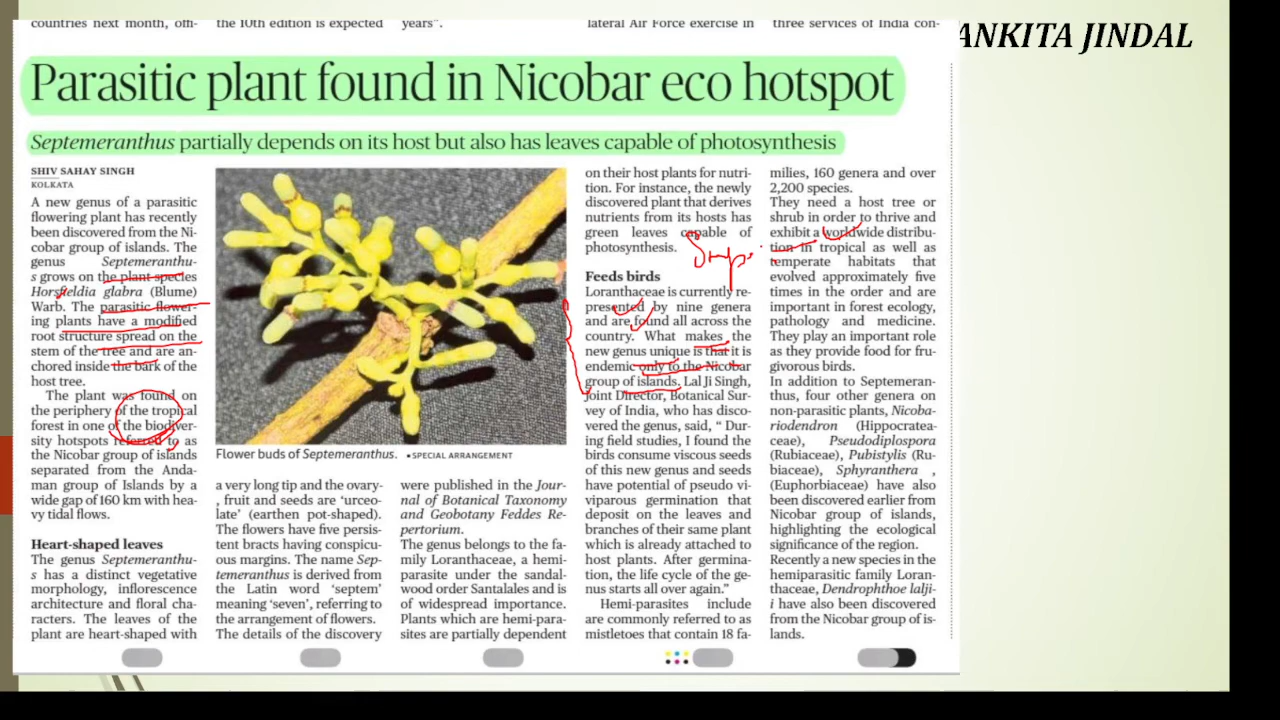 countries next month, offi-
the 10th edition is expected
years".
lateral Air Force exercise in
three services of India con-
ANKITA JINDAL
Parasitic plant found in Nicobar eco hotspot
Septemeranthus partially depends on its host but also has leaves capable of photosynthesis
SHIV SAHAY SINGH
KOLKATA
A new genus of a parasitic
flowering plant has recently
been discovered from the Ni-
cobar group of islands. The
genus Septemeranthu-
s grows on the plant species
Horsfieldia glabra (Blume)
Warb. The parasitic flower-
ing plants have a modified
root structure spread on the
stem of the tree and are an-
chored inside the bark of the
host tree.
The plant was found on
the periphery of the tropical
forest in one of the biodiver-
sity hotspots referred to as
the Nicobar group of islands
separated from the Anda-
man group of Islands by a
wide gap of 160 km with hea-
vy tidal flows.
Heart-shaped leaves
The genus Septemeranthu-
s has a distinct vegetative
morphology, inflorescence
architecture and floral cha-
racters. The leaves of the
plant are heart-shaped with
Flower buds of Septemeranthus. •SPECIAL ARRANGEMENT
a very long tip and the ovary-
, fruit and seeds are 'urceo-
late' (earthen pot-shaped).
The flowers have five persis-
tent bracts having conspicu-
ous margins. The name Sep-
temeranthus is derived from
the Latin word 'septem'
meaning 'seven', referring to
the arrangement of flowers.
The details of the discovery
were published in the Jour-
nal of Botanical Taxonomy
and Geobotany Feddes Re-
pertorium.
The genus belongs to the fa-
mily Loranthaceae, a hemi-
parasite under the sandal-
wood order Santalales and is
of widespread importance.
Plants which are hemi-para-
sites are partially dependent
on their host plants for nutri-
tion. For instance, the newly
discovered plant that derives
nutrients from its hosts has
green leaves capable of
photosynthesis.
Feeds birds
Loranthaceae is currently re-
presented by nine genera
and are found all across the
country. What makes the
new genus unique is that it is
endemic only to the Nicobar
group of islands. Lal Ji Singh,
Joint Director, Botanical Sur-
vey of India, who has disco-
vered the genus, said, " Dur-
ing field studies, I found the
birds consume viscous seeds
of this new genus and seeds
have potential of pseudo vi-
viparous germination that
deposit on the leaves and
branches of their same plant
which is already attached to
host plants. After germina-
tion, the life cycle of the ge-
nus starts all over again."
Hemi-parasites include
are commonly referred to as
mistletoes that contain 18 fa-
milies, 160 genera and over
2,200 species.
They need a host tree or
shrub in order to thrive and
exhibit a worldwide distribu-
tion in tropical as well as
temperate habitats that
evolved approximately five
times in the order and are
important in forest ecology,
pathology and medicine.
They play an important role
as they provide food for fru-
givorous birds.
In addition to Septemeran-
thus, four other genera on
non-parasitic plants, Nicoba-
riodendron (Hippocratea-
ceae), Pseudodiplospora
(Rubiaceae), Pubistylis (Ru-
biaceae), Sphyranthera ,
(Euphorbiaceae) have also
been discovered earlier from
Nicobar group of islands,
highlighting the ecological
significance of the region.
Recently a new species in the
hemiparasitic family Loran-
thaceae, Dendrophthoe lalji-
i have also been discovered
from the Nicobar group of is-
lands.